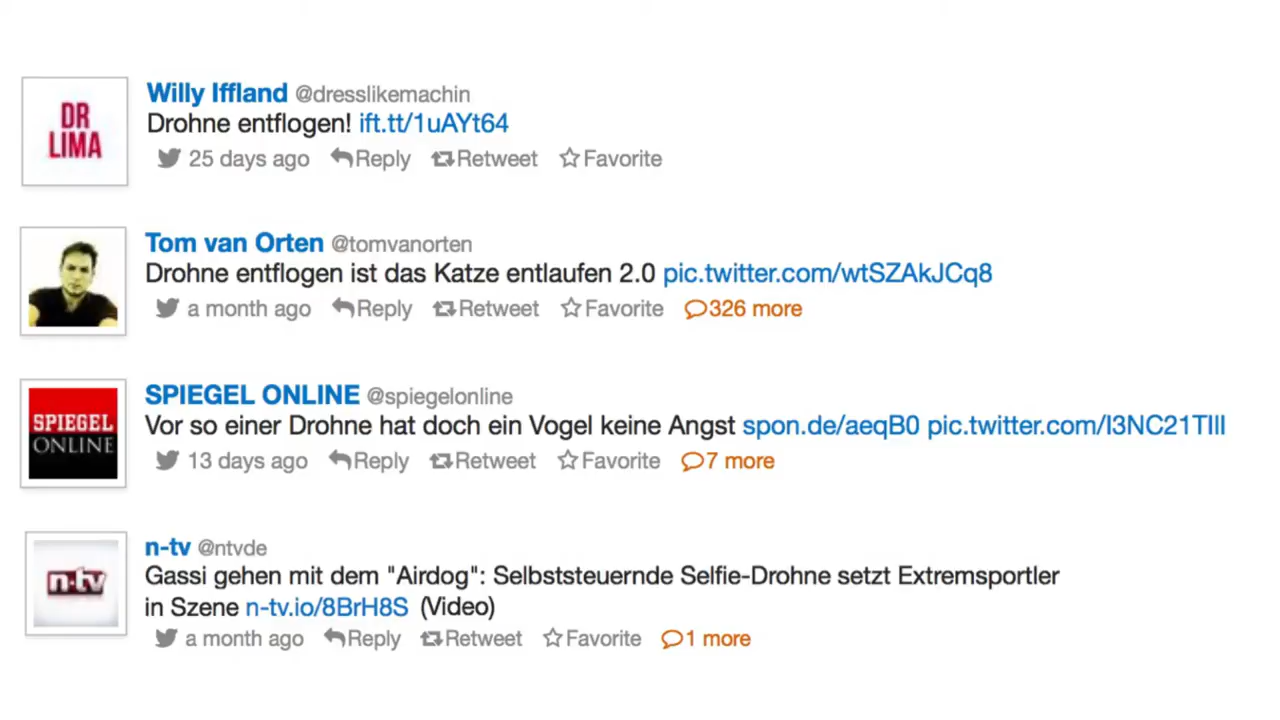 DR
LIMA
Willy Iffland @dresslikemachin
Drohne entflogen! ift.tt/1uAYt64
25 days ago Reply Retweet Favorite
Tom van Orten @tomvanorten
Drohne entflogen ist das Katze entlaufen 2.0 pic.twitter.com/wtSZAkJCq8
a month ago Reply Retweet Favorite 326 more
SPIEGEL
ONLINE
SPIEGEL ONLINE @spiegelonline
Vor so einer Drohne hat doch ein Vogel keine Angst spon.de/aeqB0 pic.twitter.com/I3NC21TIII
13 days ago Reply Retweet Favorite 7 more
n-tv
n-tv @ntvde
Gassi gehen mit dem "Airdog": Selbststeuernde Selfie-Drohne setzt Extremsportler
in Szene n-tv.io/8BrH8S (Video)
a month ago Reply Retweet Favorite 1 more